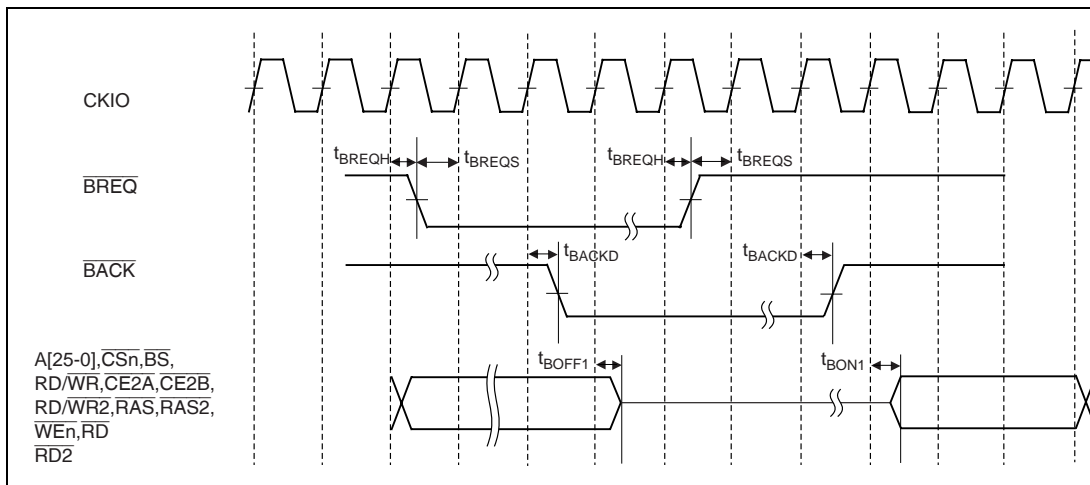 CKIO
tBREQH tBREQS tBREQH tBREQS
BREQ
tBACKD tBACKD
BACK
tBOFF1 tBON1
A[25-0],CSn,BS,
RD/WR,CE2A,CE2B,
RD/WR2,RAS,RAS2,
WEn,RD
RD2